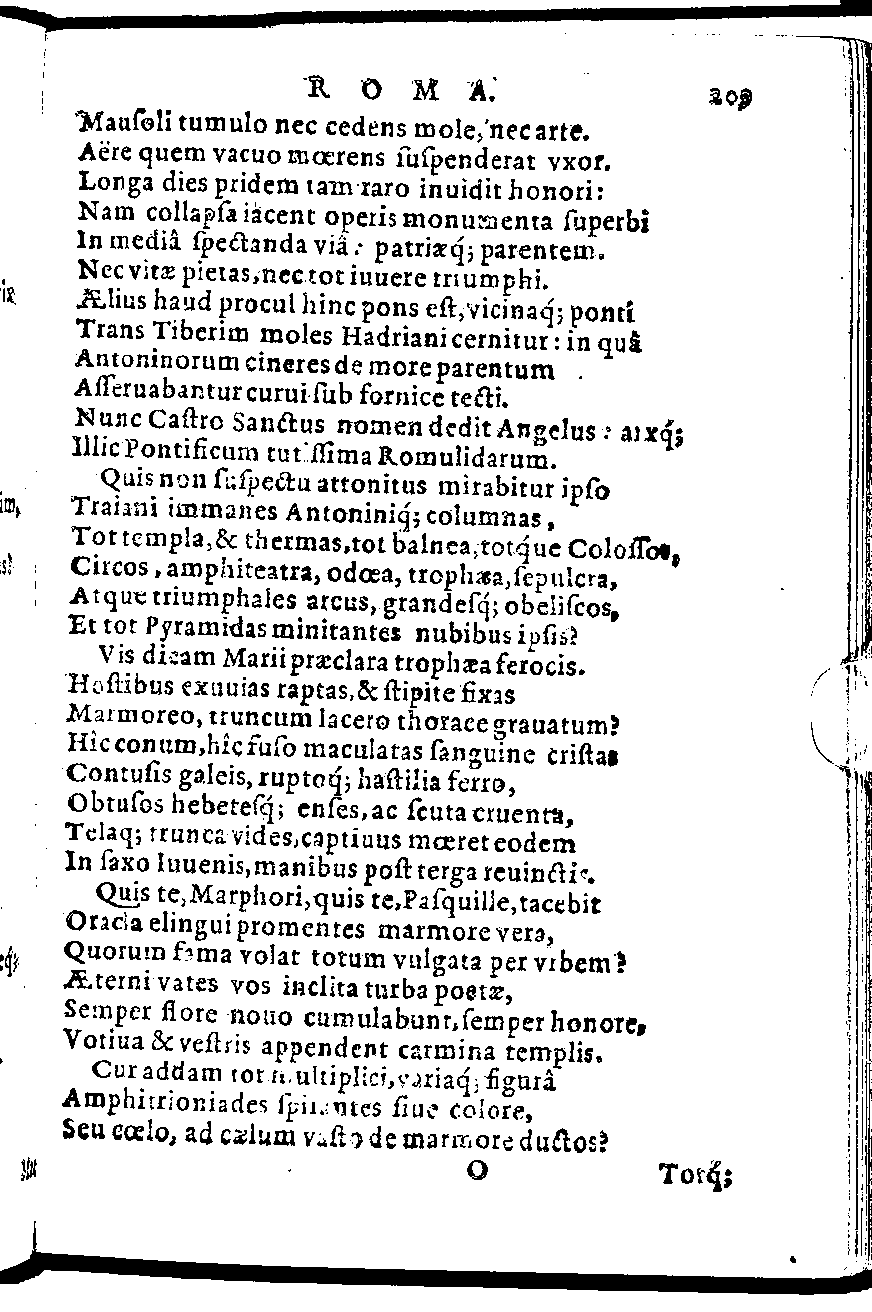 ROMA. 209
Mauſoli tumulo nec cedens mole, nec arte.
Aëre quem vacuo mœrens ſuſpenderat vxor.
Longa dies pridem tam raro inuidit honori:
Nam collapſa iacent operis monumenta ſuperbi
In mediâ ſpectanda viâ: patriæq́; parentem.
Nec vitæ pietas, nec tot iuuere triumphi.
Ælius haud procul hinc pons eſt, vicinaq́; ponti
Trans Tiberim moles Hadriani cernitur: in quâ
Antoninorum cineres de more parentum
Aſſeruabantur curui ſub fornice tecti.
Nunc Caſtro Sanctus nomen dedit Angelus: arxq́;
Illic Pontificum tutiſſima Romulidarum.
Quis non ſuſpectu attonitus mirabitur ipſo
Traiani immanes Antoniniq́; columnas,
Tot templa, & thermas, tot balnea, totq́ue Coloſſos,
Circos, amphiteatra, odœa, trophæa, ſepulcra,
Atque triumphales arcus, grandeſq́; obeliſcos,
Et tot Pyramidas minitantes nubibus ipſis?
Vis dicam Marii præclara trophæa ferocis.
Hoſtibus exuuias raptas, & ſtipite fixas
Marmoreo, truncum lacero thorace grauatum?
Hîc conum, hîc fuſo maculatas ſanguine criſtas
Contuſis galeis, ruptoq́; haſtilia ferro,
Obtuſos hebeteſq́; enſes, ac ſcuta cruenta,
Telaq; trunca vides, captiuus mœret eodem
In ſaxo Iuuenis, manibus poſt terga reuinctis.
Quis te, Marphori, quis te, Paſquille, tacebit
Oracla elingui promentes marmore vera,
Quorum fama volat totum vulgata per vrbem?
Æterni vates vos inclita turba poetæ,
Semper flore nouo cumulabunt, ſemper honore,
Votiua & veſtris appendent carmina templis.
Cur addam tot multiplici, variaq́; figurâ
Amphitrioniades ſpirantes ſiue colore,
Seu cœlo, ad cælum vaſto de marmore ductos?
O Totq́;